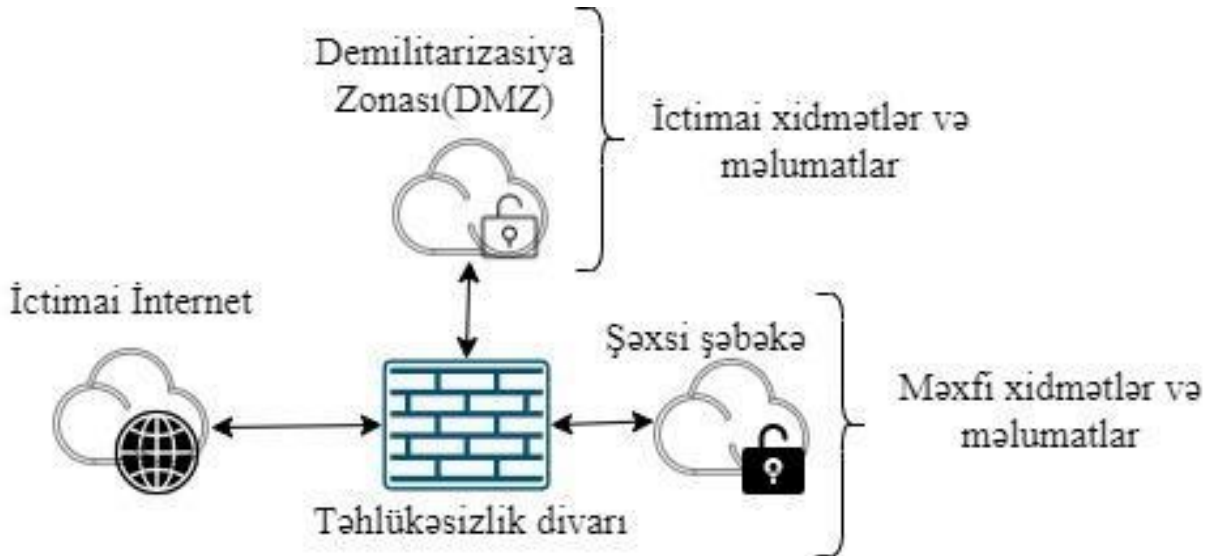 Demilitarizasiya
Zonası(DMZ)
İctimai xidmətlər və
məlumatlar
İctimai İnternet
Şəxsi şəbəkə
Məxfi xidmətlər və
məlumatlar
Təhlükəsizlik divarı